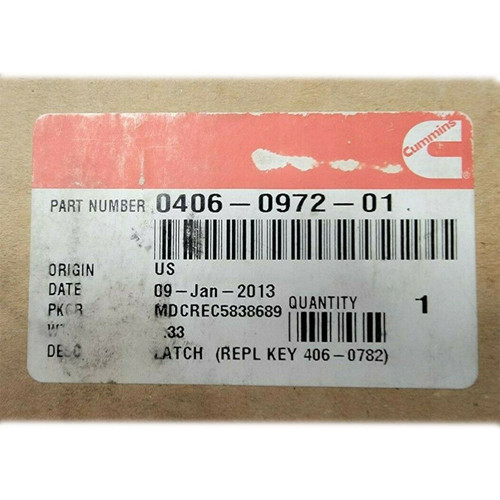 Cummins
PART NUMBER 0406-0972-01
ORIGIN US
DATE 09-Jan-2013
MDCREC5838689 QUANTITY 1
.33
LATCH (REPL KEY 406-0782)